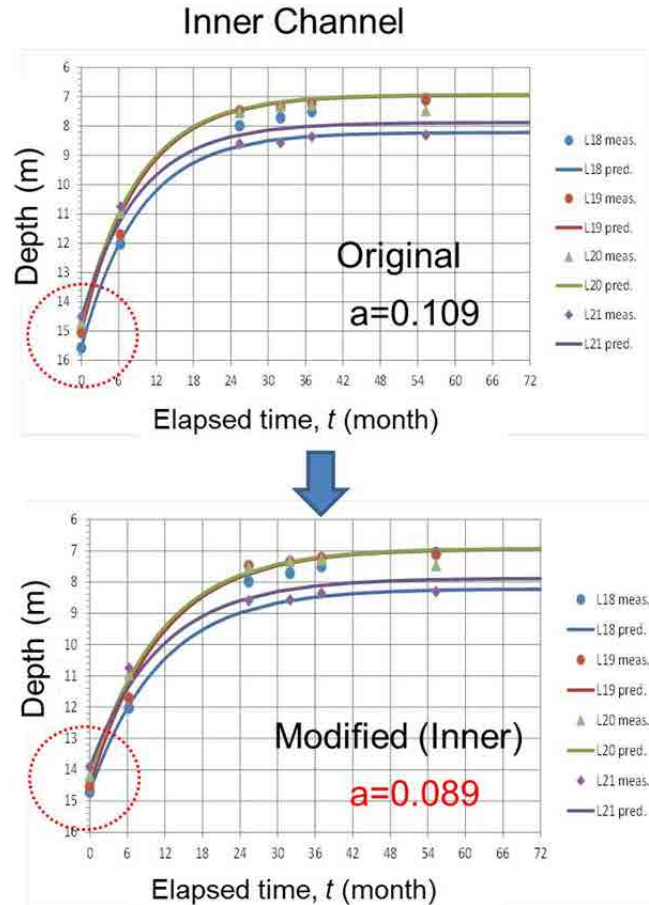 Inner Channel
6
7
8
9
10
11
12
13
14
15
16
Depth (m)
0 6 12 18 24 30 36 42 48 54 60 66 72
Elapsed time, t (month)
Original
a=0.109
L18 meas.
L18 pred.
L19 meas.
L19 pred.
L20 meas.
L20 pred.
L21 meas.
L21 pred.
6
7
8
9
10
11
12
13
14
15
16
Depth (m)
0 6 12 18 24 30 36 42 48 54 60 66 72
Elapsed time, t (month)
Modified (Inner)
a=0.089
L18 meas.
L18 pred.
L19 meas.
L19 pred.
L20 meas.
L20 pred.
L21 meas.
L21 pred.